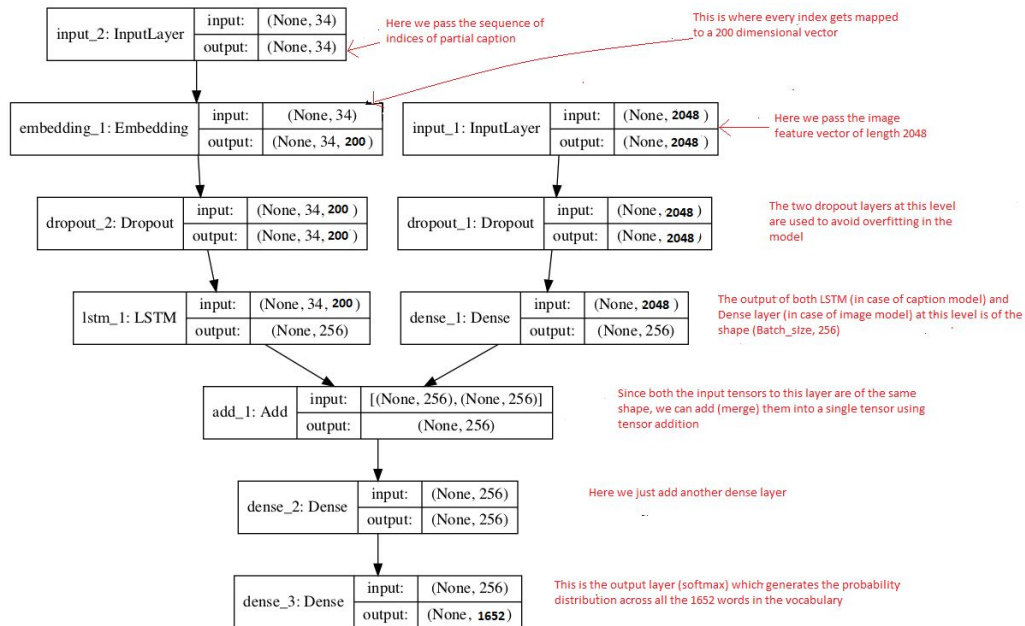 input_2: InputLayer
input: (None, 34)
output: (None, 34)
Here we pass the sequence of
indices of partial caption
This is where every index gets mapped
to a 200 dimensional vector
embedding_1: Embedding
input: (None, 34)
output: (None, 34, 200)
input_1: InputLayer
input: (None, 2048)
output: (None, 2048)
Here we pass the image
feature vector of length 2048
dropout_2: Dropout
input: (None, 34, 200)
output: (None, 34, 200)
dropout_1: Dropout
input: (None, 2048)
output: (None, 2048)
The two dropout layers at this level
are used to avoid overfitting in the
model
lstm_1: LSTM
input: (None, 34, 200)
output: (None, 256)
dense_1: Dense
input: (None, 2048)
output: (None, 256)
The output of both LSTM (in case of caption model) and
Dense layer (in case of image model) at this level is of the
shape (Batch_size, 256)
add_1: Add
input: [(None, 256), (None, 256)]
output: (None, 256)
Since both the input tensors to this layer are of the same
shape, we can add (merge) them into a single tensor using
tensor addition
dense_2: Dense
input: (None, 256)
output: (None, 256)
Here we just add another dense layer
dense_3: Dense
input: (None, 256)
output: (None, 1652)
This is the output layer (softmax) which generates the probability
distribution across all the 1652 words in the vocabulary